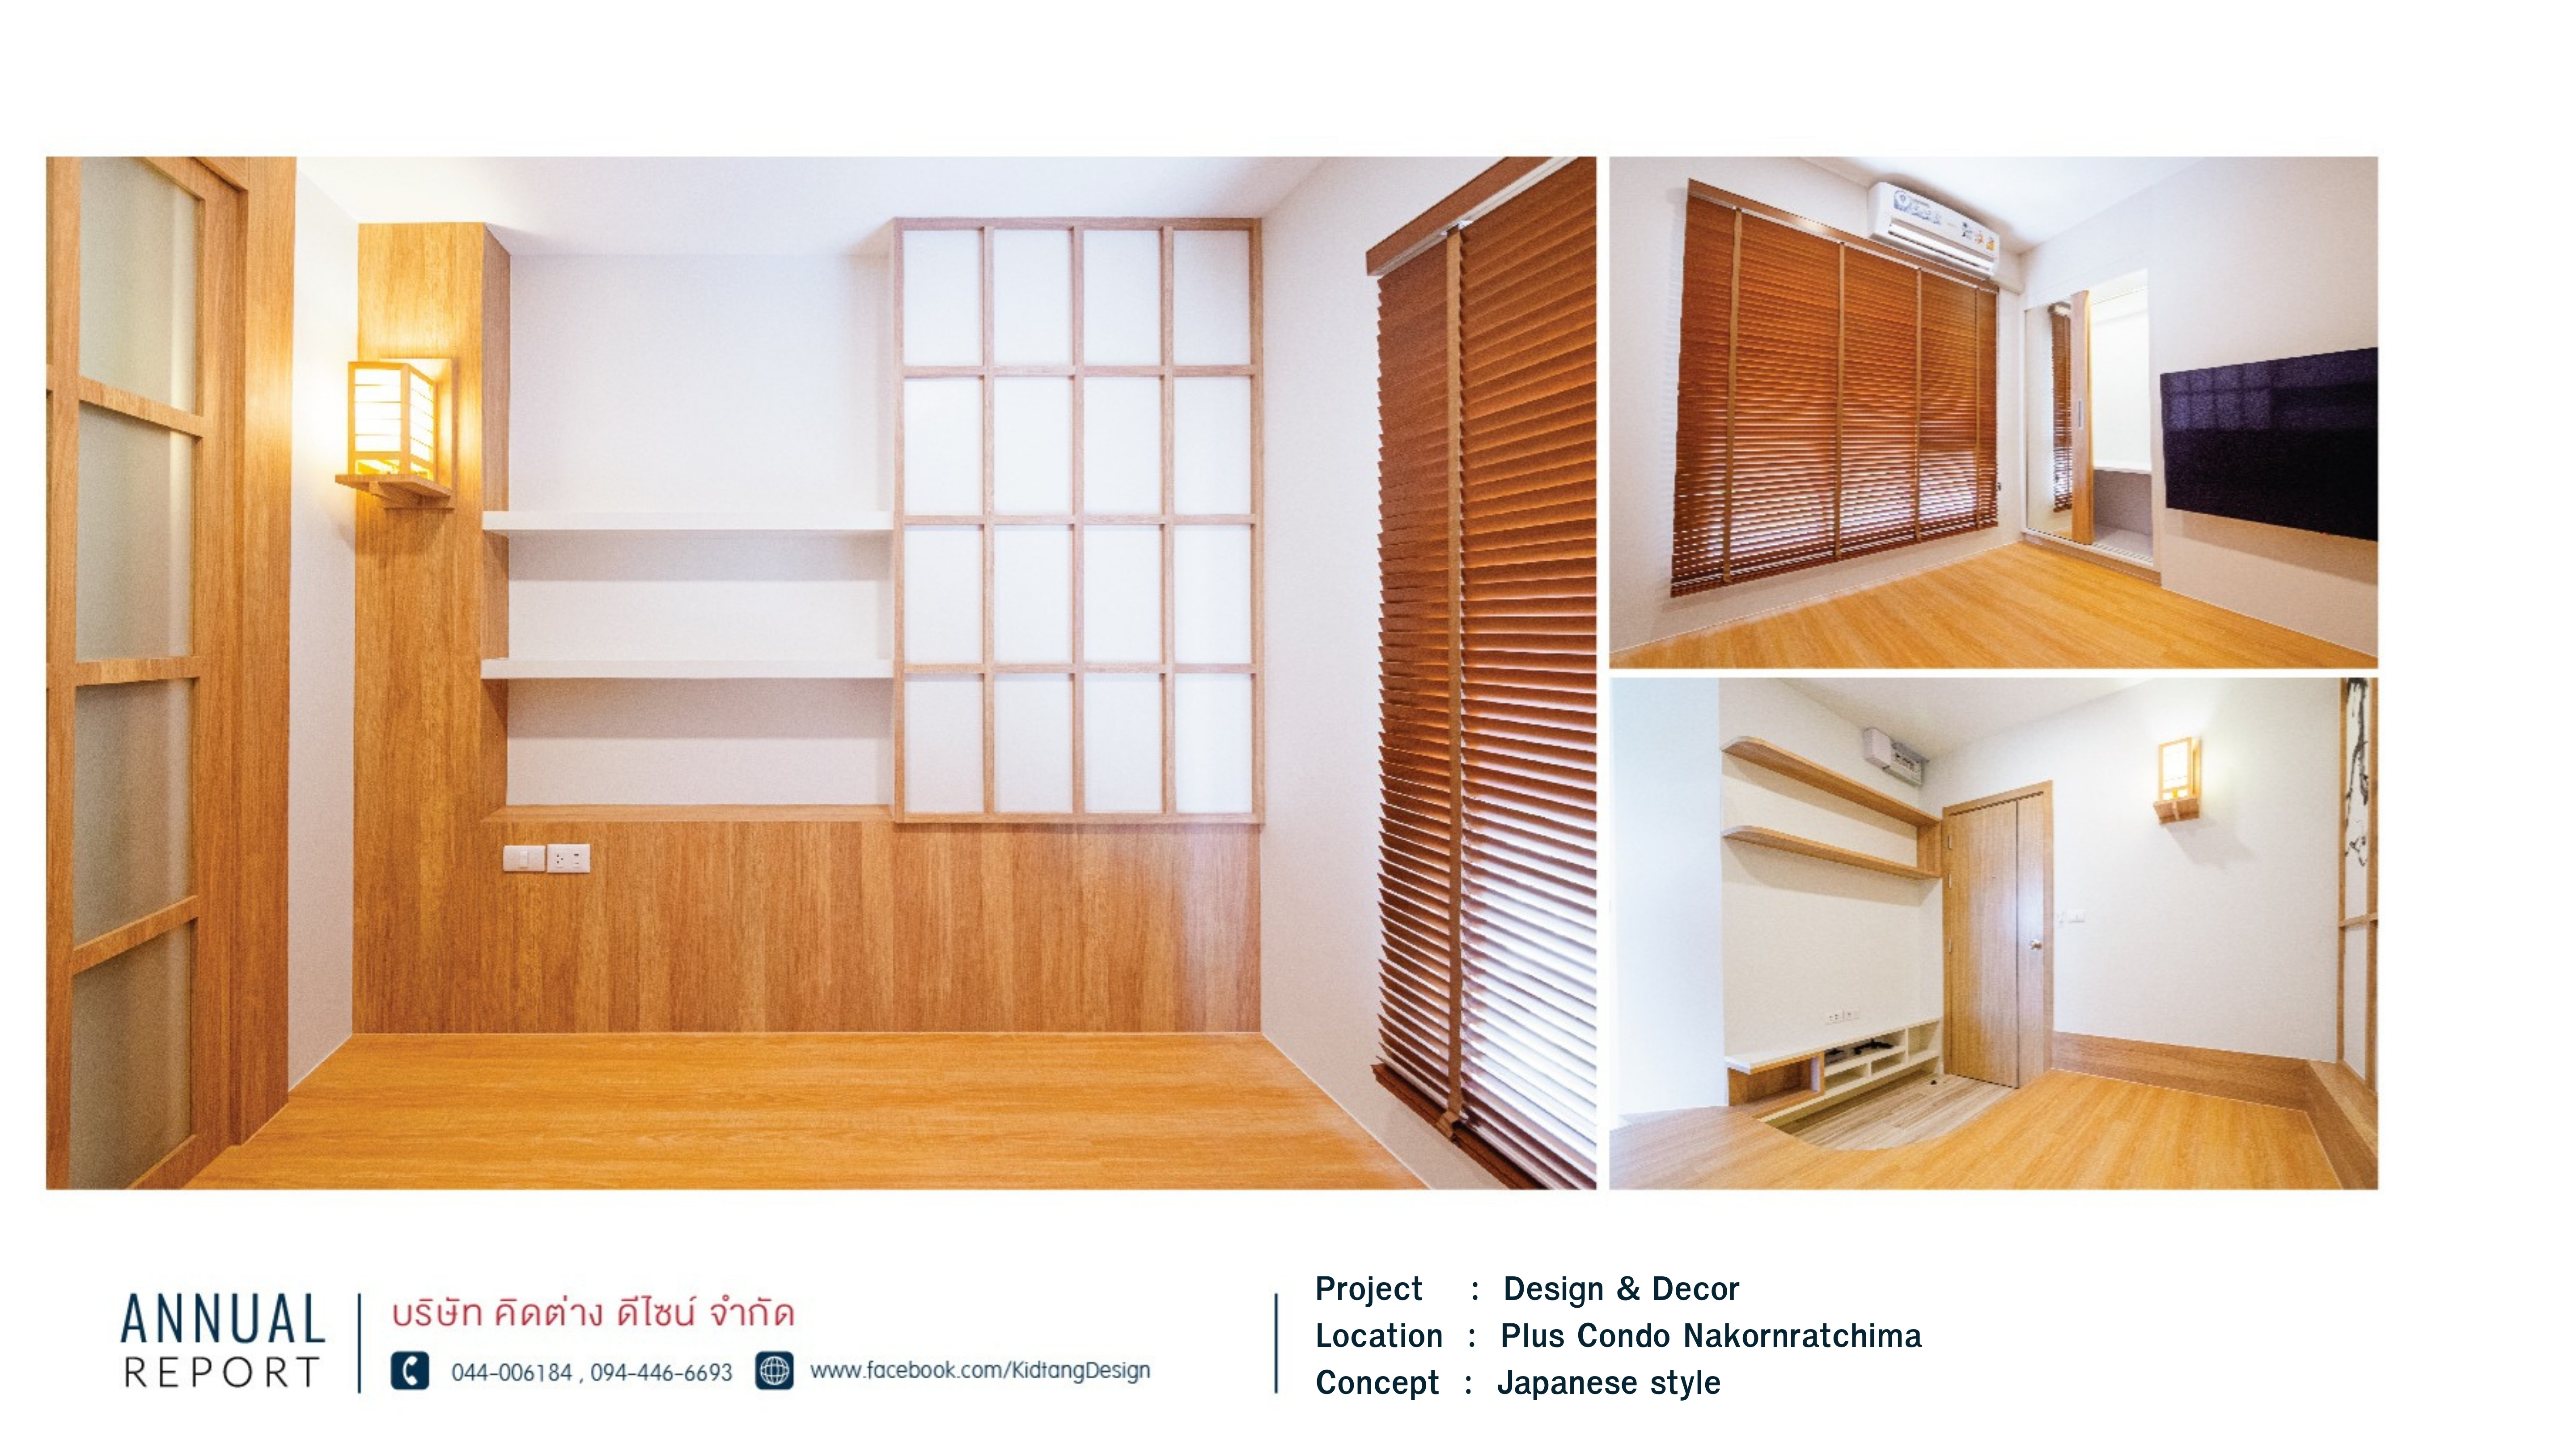 ANNUAL
REPORT
บริษัท คิดต่าง ดีไซน์ จำกัด
044-006184 , 094-446-6693 www.facebook.com/KidtangDesign
Project : Design & Decor
Location : Plus Condo Nakornratchima
Concept : Japanese style